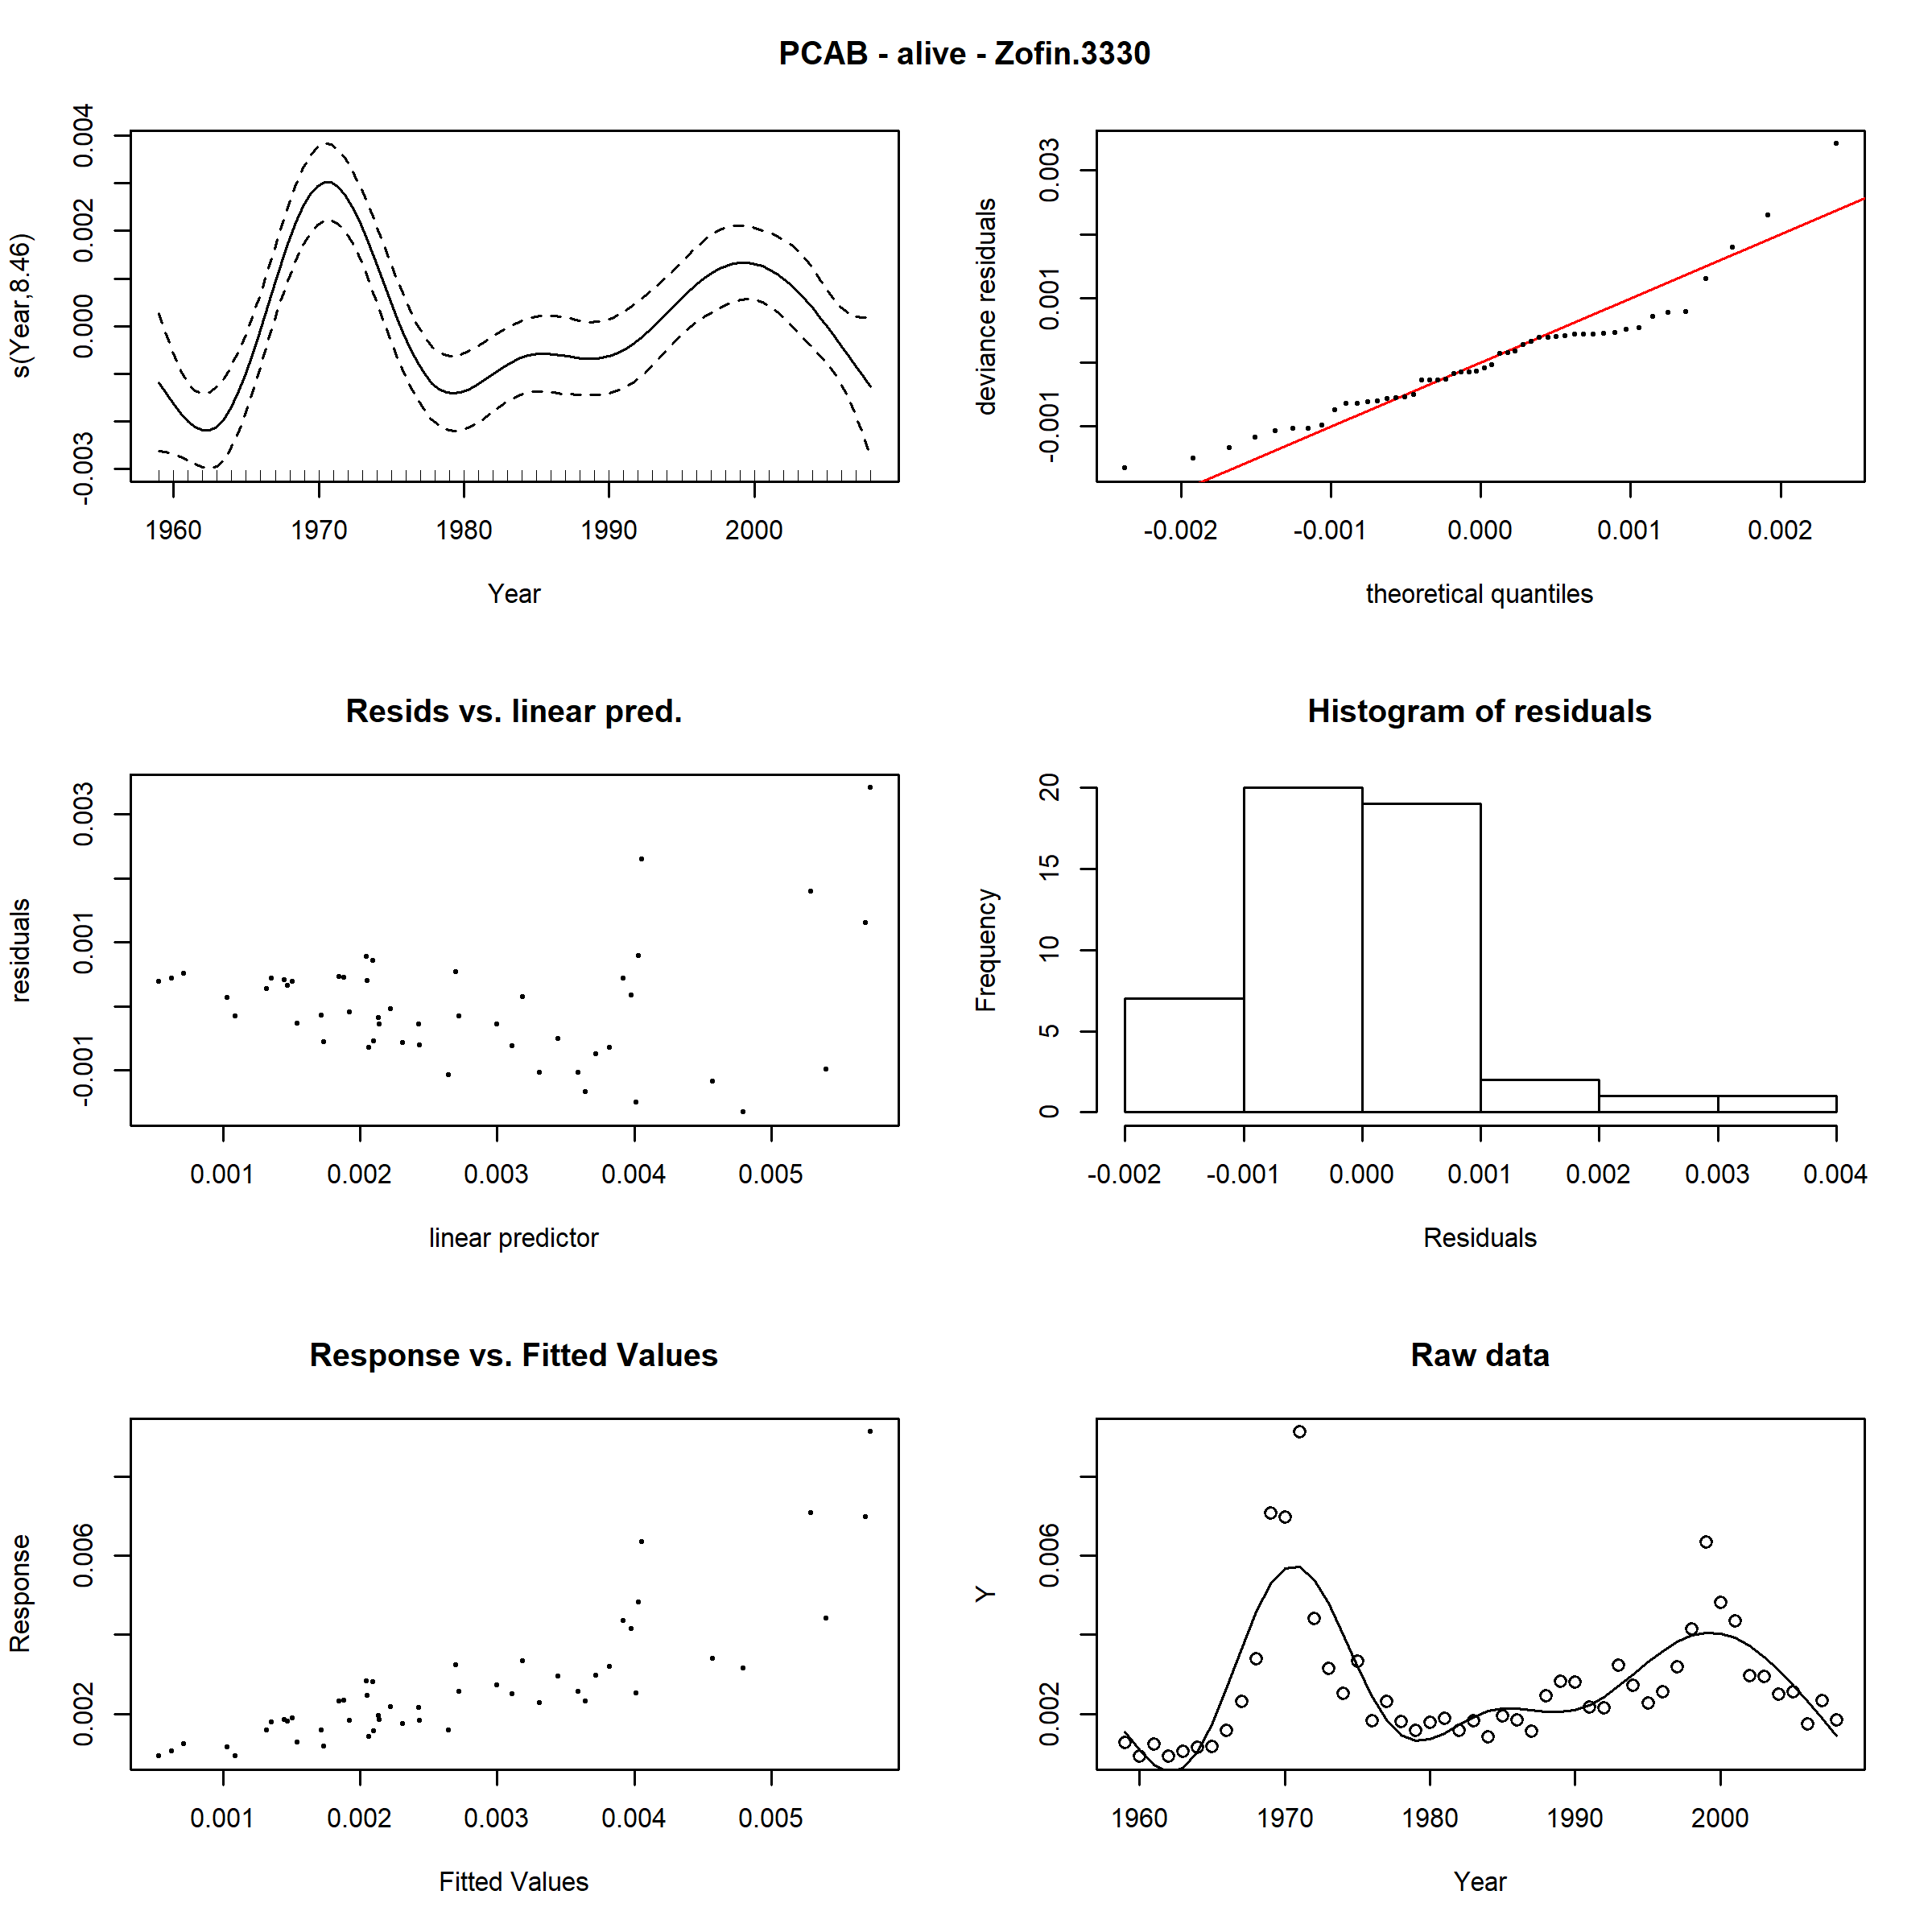 PCAB - alive - Zofin.3330
s(Year,8.46)
-0.003 0.000 0.002 0.004
1960 1970 1980 1990 2000
Year
deviance residuals
-0.001 0.001 0.003
-0.002 -0.001 0.000 0.001 0.002
theoretical quantiles
Resids vs. linear pred.
residuals
-0.001 0.001 0.003
0.001 0.002 0.003 0.004 0.005
linear predictor
Histogram of residuals
Frequency
0 5 10 15 20
-0.002 -0.001 0.000 0.001 0.002 0.003 0.004
Residuals
Response vs. Fitted Values
Response
0.002 0.006
0.001 0.002 0.003 0.004 0.005
Fitted Values
Raw data
Y
0.002 0.006
1960 1970 1980 1990 2000
Year